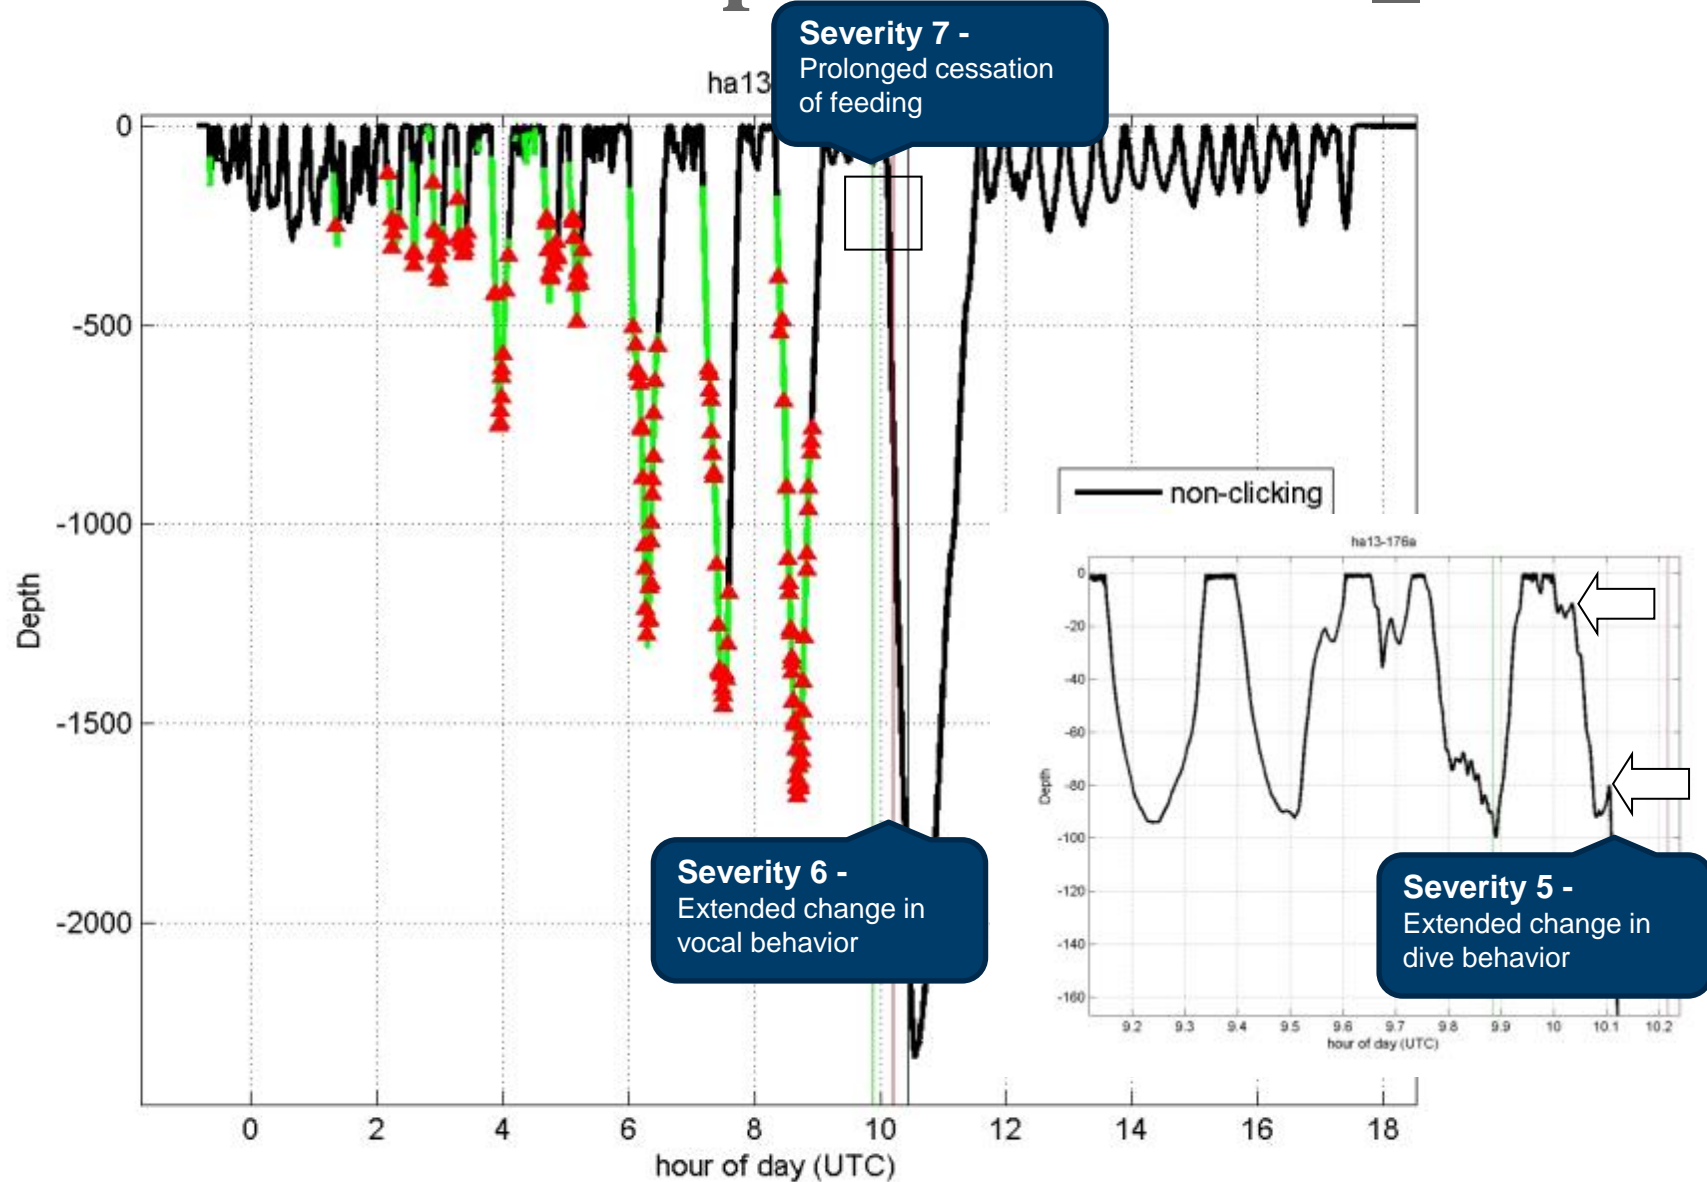 Severity 7 -
Prolonged cessation
of feeding
ha13
0
-500
-1000
-1500
-2000
Depth
0 2 4 6 8 10 12 14 16 18
hour of day (UTC)
non-clicking
Severity 6 -
Extended change in
vocal behavior
ha13-176a
0
-20
-40
-60
-80
-100
-120
-140
-160
Depth
9.2 9.3 9.4 9.5 9.6 9.7 9.8 9.9 10 10.1 10.2
hour of day (UTC)
Severity 5 -
Extended change in
dive behavior